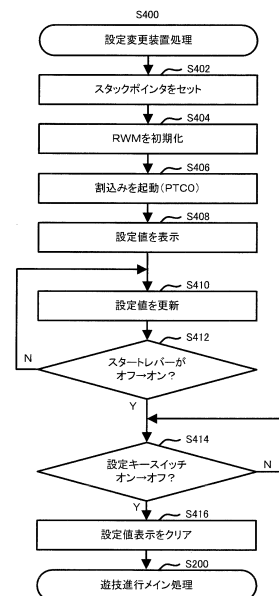 S400
設定変更装置処理
S402
スタックポインタをセット
S404
RWMを初期化
S406
割込みを起動(PTC0)
S408
設定値を表示
S410
設定値を更新
S412
スタートレバーが
オフ→オン?
N
Y
S414
設定キースイッチ
オン→オフ?
N
Y
S416
設定値表示をクリア
S200
遊技進行メイン処理